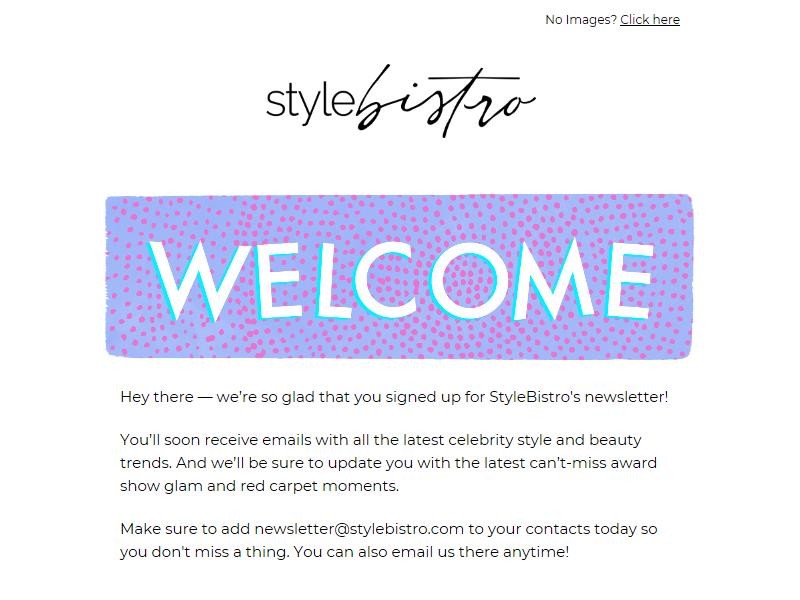 No Images? Click here
stylebistro
WELCOME
Hey there — we're so glad that you signed up for StyleBistro's newsletter!
You'll soon receive emails with all the latest celebrity style and beauty
trends. And we'll be sure to update you with the latest can't-miss award
show glam and red carpet moments.
Make sure to add newsletter@stylebistro.com to your contacts today so
you don't miss a thing. You can also email us there anytime!